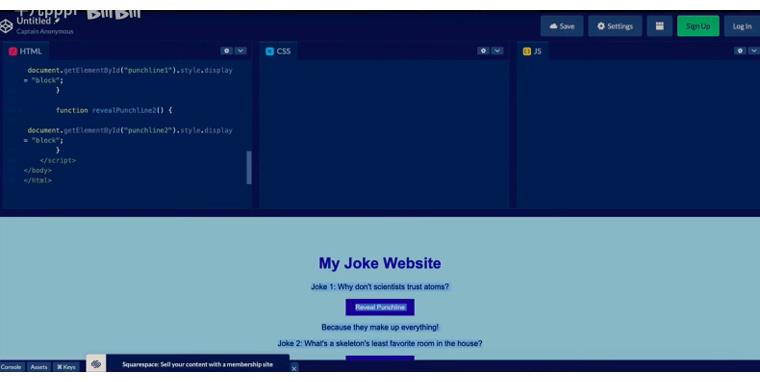 Untitled
Captain Anonymous
Save
Settings
Sign Up
Log In
HTML
CSS
JS
document.getElementById("punchline1").style.display
= "block";
}
function revealPunchline2() {
document.getElementById("punchline2").style.display
= "block";
}
</script>
</body>
</html>
My Joke Website
Joke 1: Why don't scientists trust atoms?
Reveal Punchline
Because they make up everything!
Joke 2: What's a skeleton's least favorite room in the house?
Console Assets ⌘ Keys
Squarespace: Sell your content with a membership site
x